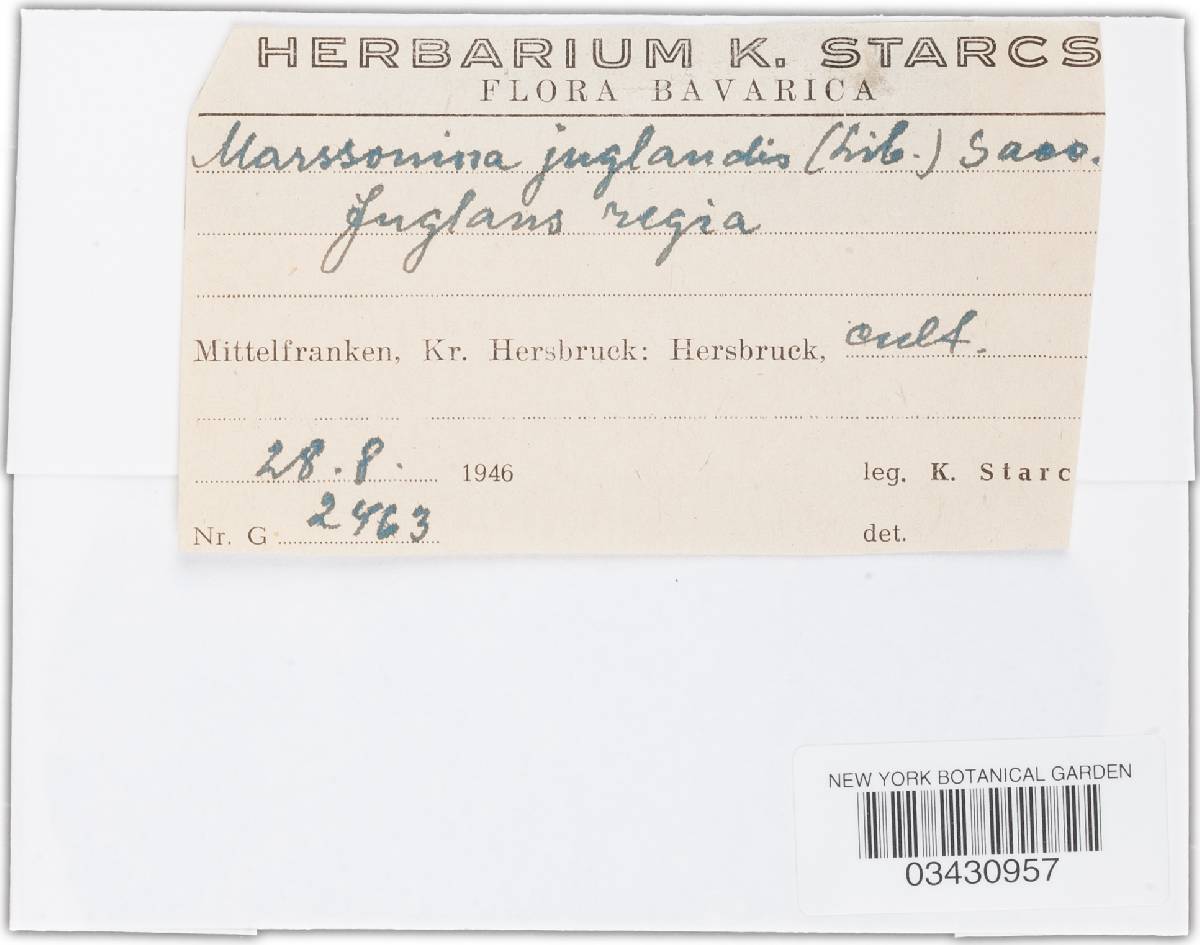 HERBARIUM K. STARCS
FLORA BAVARICA
Marssonina juglandis (Lib.) Sacc.
Juglans regia
Mittelfranken, Kr. Hersbruck: Hersbruck, cult.
28.8. 1946 leg. K. Starc
Nr. G 2463 det.
NEW YORK BOTANICAL GARDEN
03430957